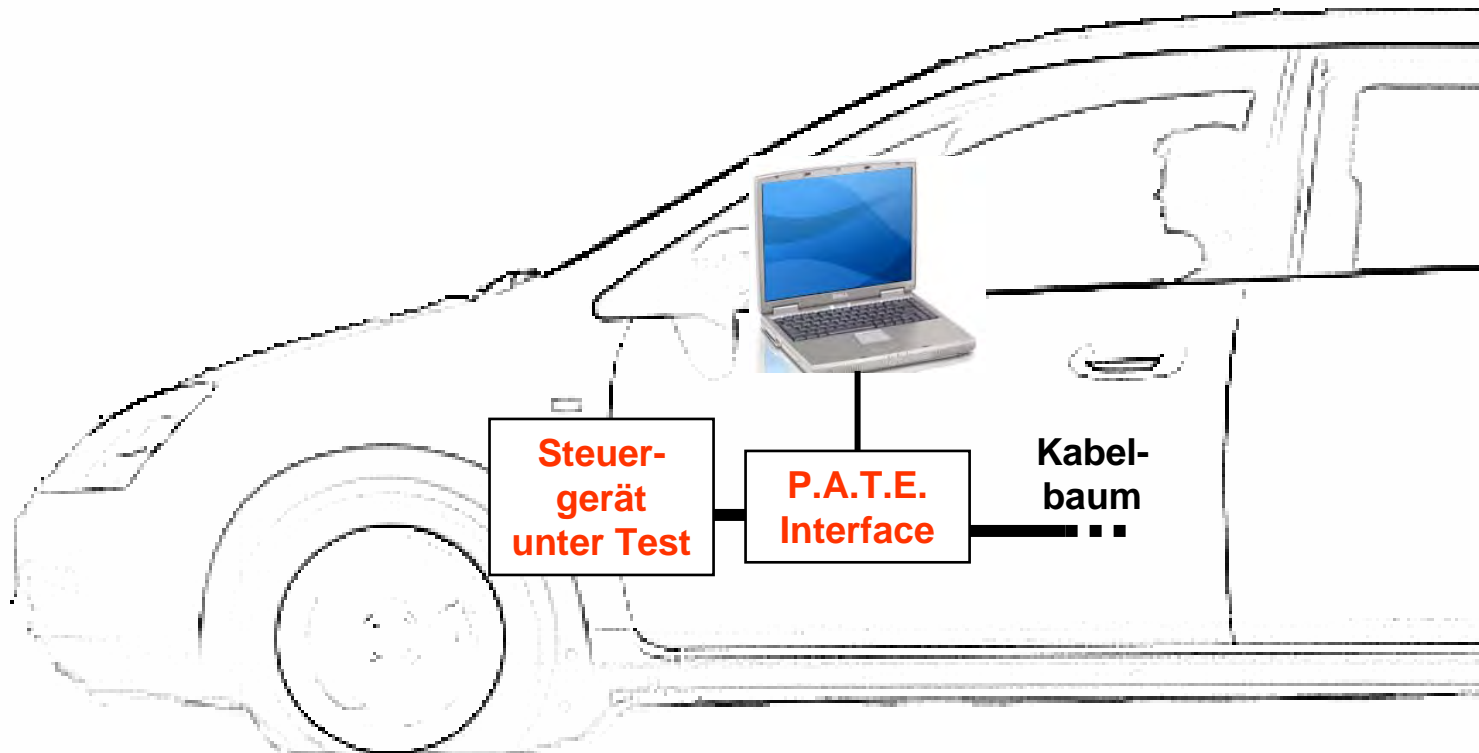 Steuer-
gerät
unter Test
P.A.T.E.
Interface
Kabel-
baum